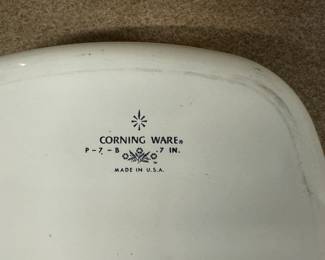 CORNING WARE®
P-7-B 7 IN.
MADE IN U.S.A.